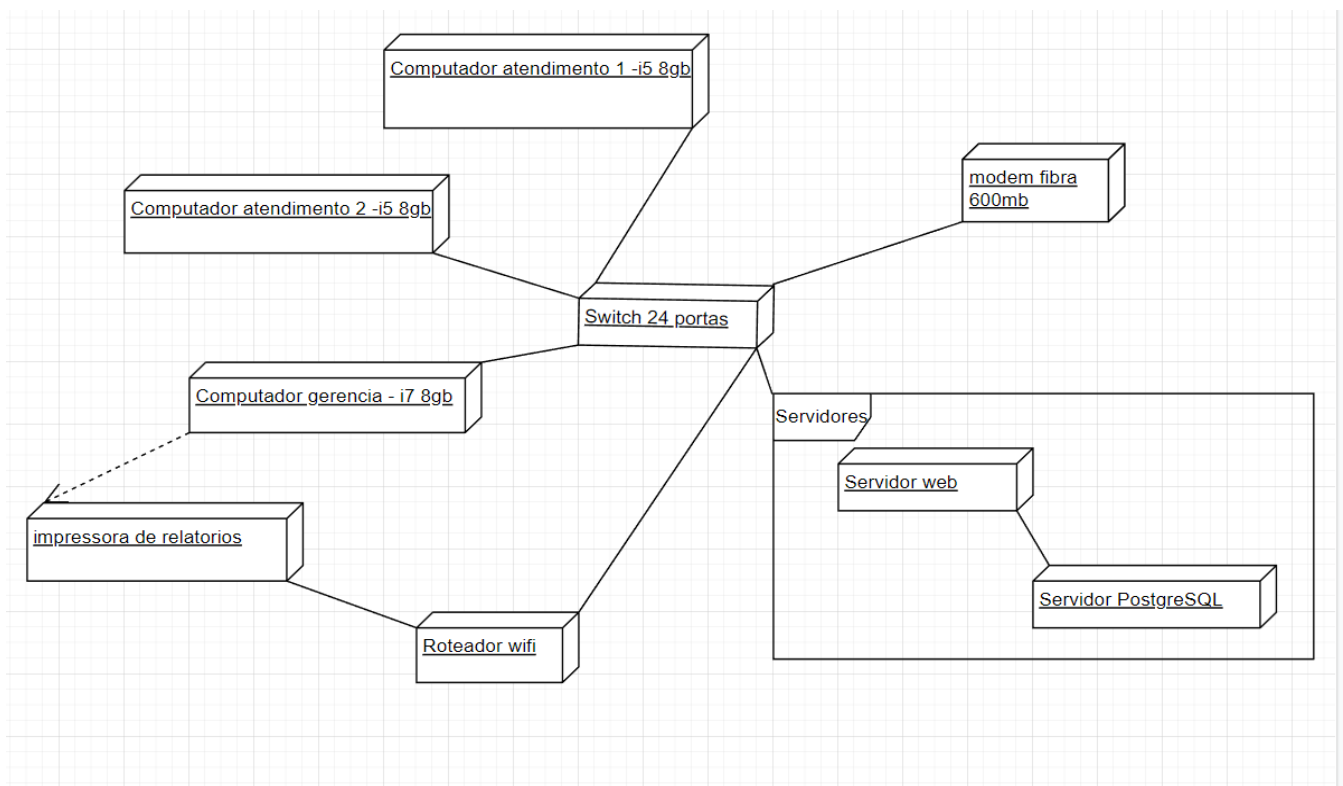 Computador atendimento 1 -i5 8gb
modem fibra
600mb
Computador atendimento 2 -i5 8gb
Switch 24 portas
Computador gerencia - i7 8gb
Servidores
Servidor web
impressora de relatorios
Servidor PostgreSQL
Roteador wifi